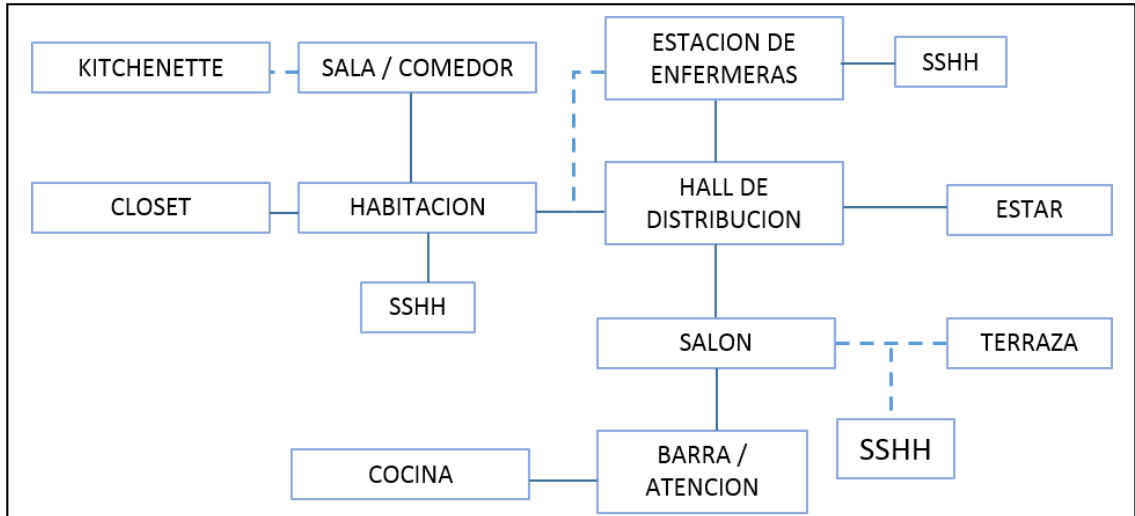 ESTACION DE
ENFERMERAS
KITCHENETTE
SALA / COMEDOR
SSHH
CLOSET
HABITACION
HALL DE
DISTRIBUCION
ESTAR
SSHH
SALON
TERRAZA
SSHH
COCINA
BARRA /
ATENCION